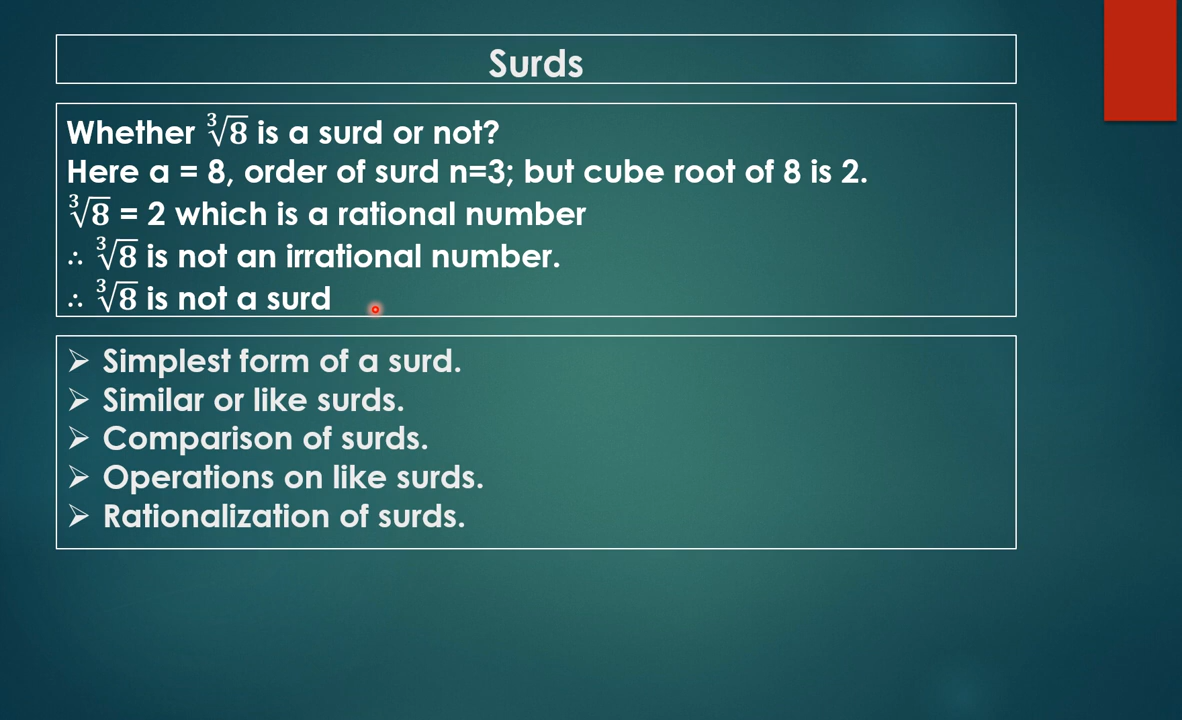 Surds
Whether ∛8 is a surd or not?
Here a = 8, order of surd n=3; but cube root of 8 is 2.
∛8 = 2 which is a rational number
∴ ∛8 is not an irrational number.
∴ ∛8 is not a surd
➢ Simplest form of a surd.
➢ Similar or like surds.
➢ Comparison of surds.
➢ Operations on like surds.
➢ Rationalization of surds.